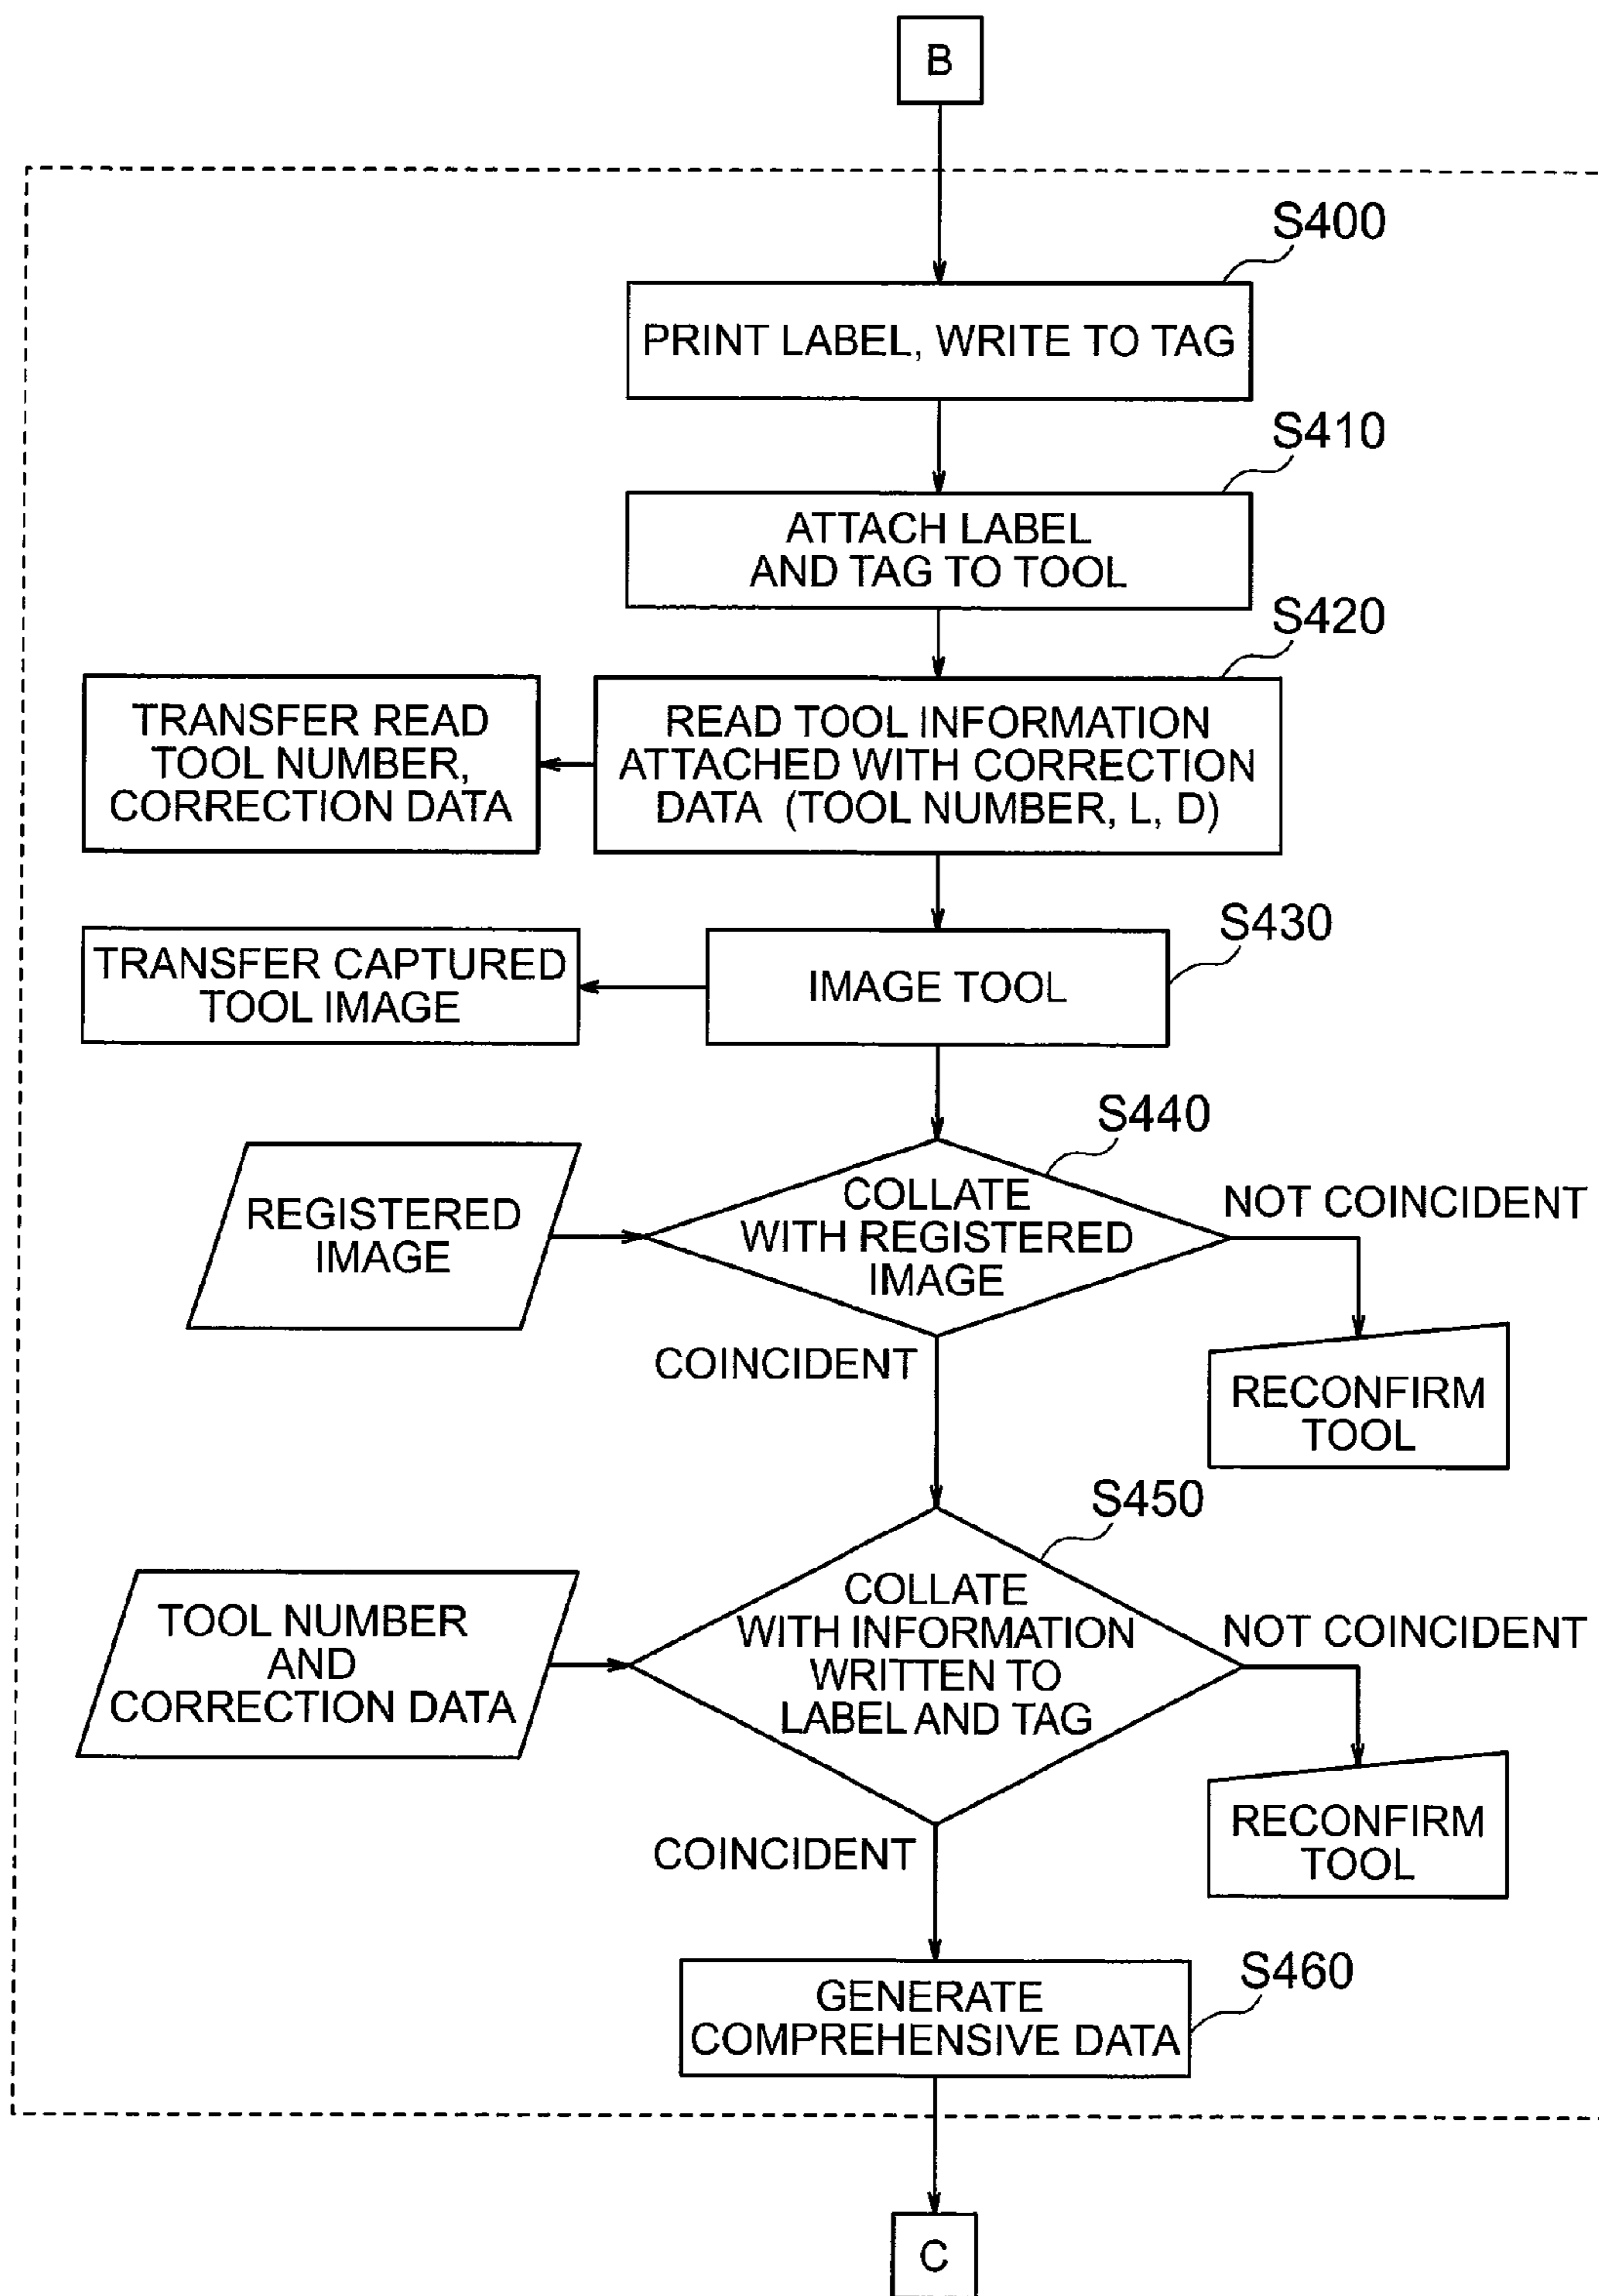 B
S400
PRINT LABEL, WRITE TO TAG
S410
ATTACH LABEL
AND TAG TO TOOL
S420
TRANSFER READ
TOOL NUMBER,
CORRECTION DATA
READ TOOL INFORMATION
ATTACHED WITH CORRECTION
DATA (TOOL NUMBER, L, D)
S430
TRANSFER CAPTURED
TOOL IMAGE
IMAGE TOOL
S440
REGISTERED
IMAGE
COLLATE
WITH REGISTERED
IMAGE
NOT COINCIDENT
COINCIDENT
RECONFIRM
TOOL
S450
TOOL NUMBER
AND
CORRECTION DATA
COLLATE
WITH INFORMATION
WRITTEN TO
LABEL AND TAG
NOT COINCIDENT
COINCIDENT
RECONFIRM
TOOL
S460
GENERATE
COMPREHENSIVE DATA
C